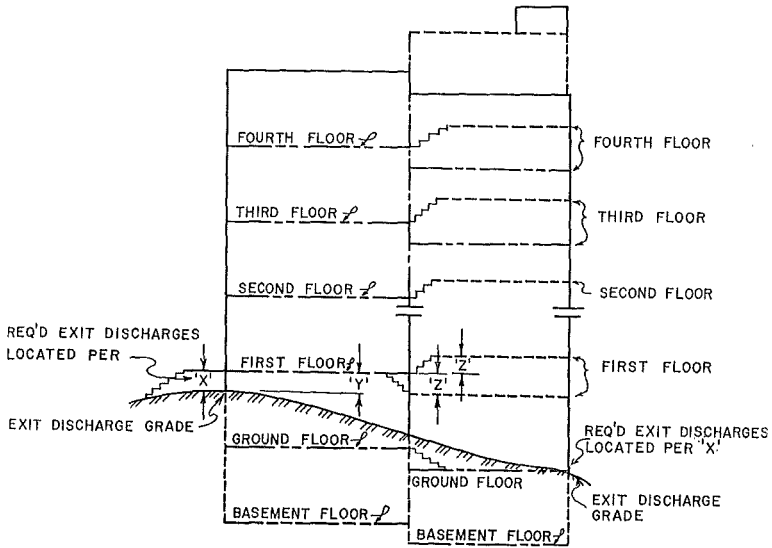 FOURTH FLOOR
FOURTH FLOOR
THIRD FLOOR
THIRD FLOOR
SECOND FLOOR
SECOND FLOOR
REQ'D EXIT DISCHARGES
LOCATED PER 'X'
FIRST FLOOR
'Y'
'Z'
'Z'
FIRST FLOOR
EXIT DISCHARGE GRADE
GROUND FLOOR
REQ'D EXIT DISCHARGES
LOCATED PER 'X'
GROUND FLOOR
EXIT DISCHARGE
GRADE
BASEMENT FLOOR
BASEMENT FLOOR